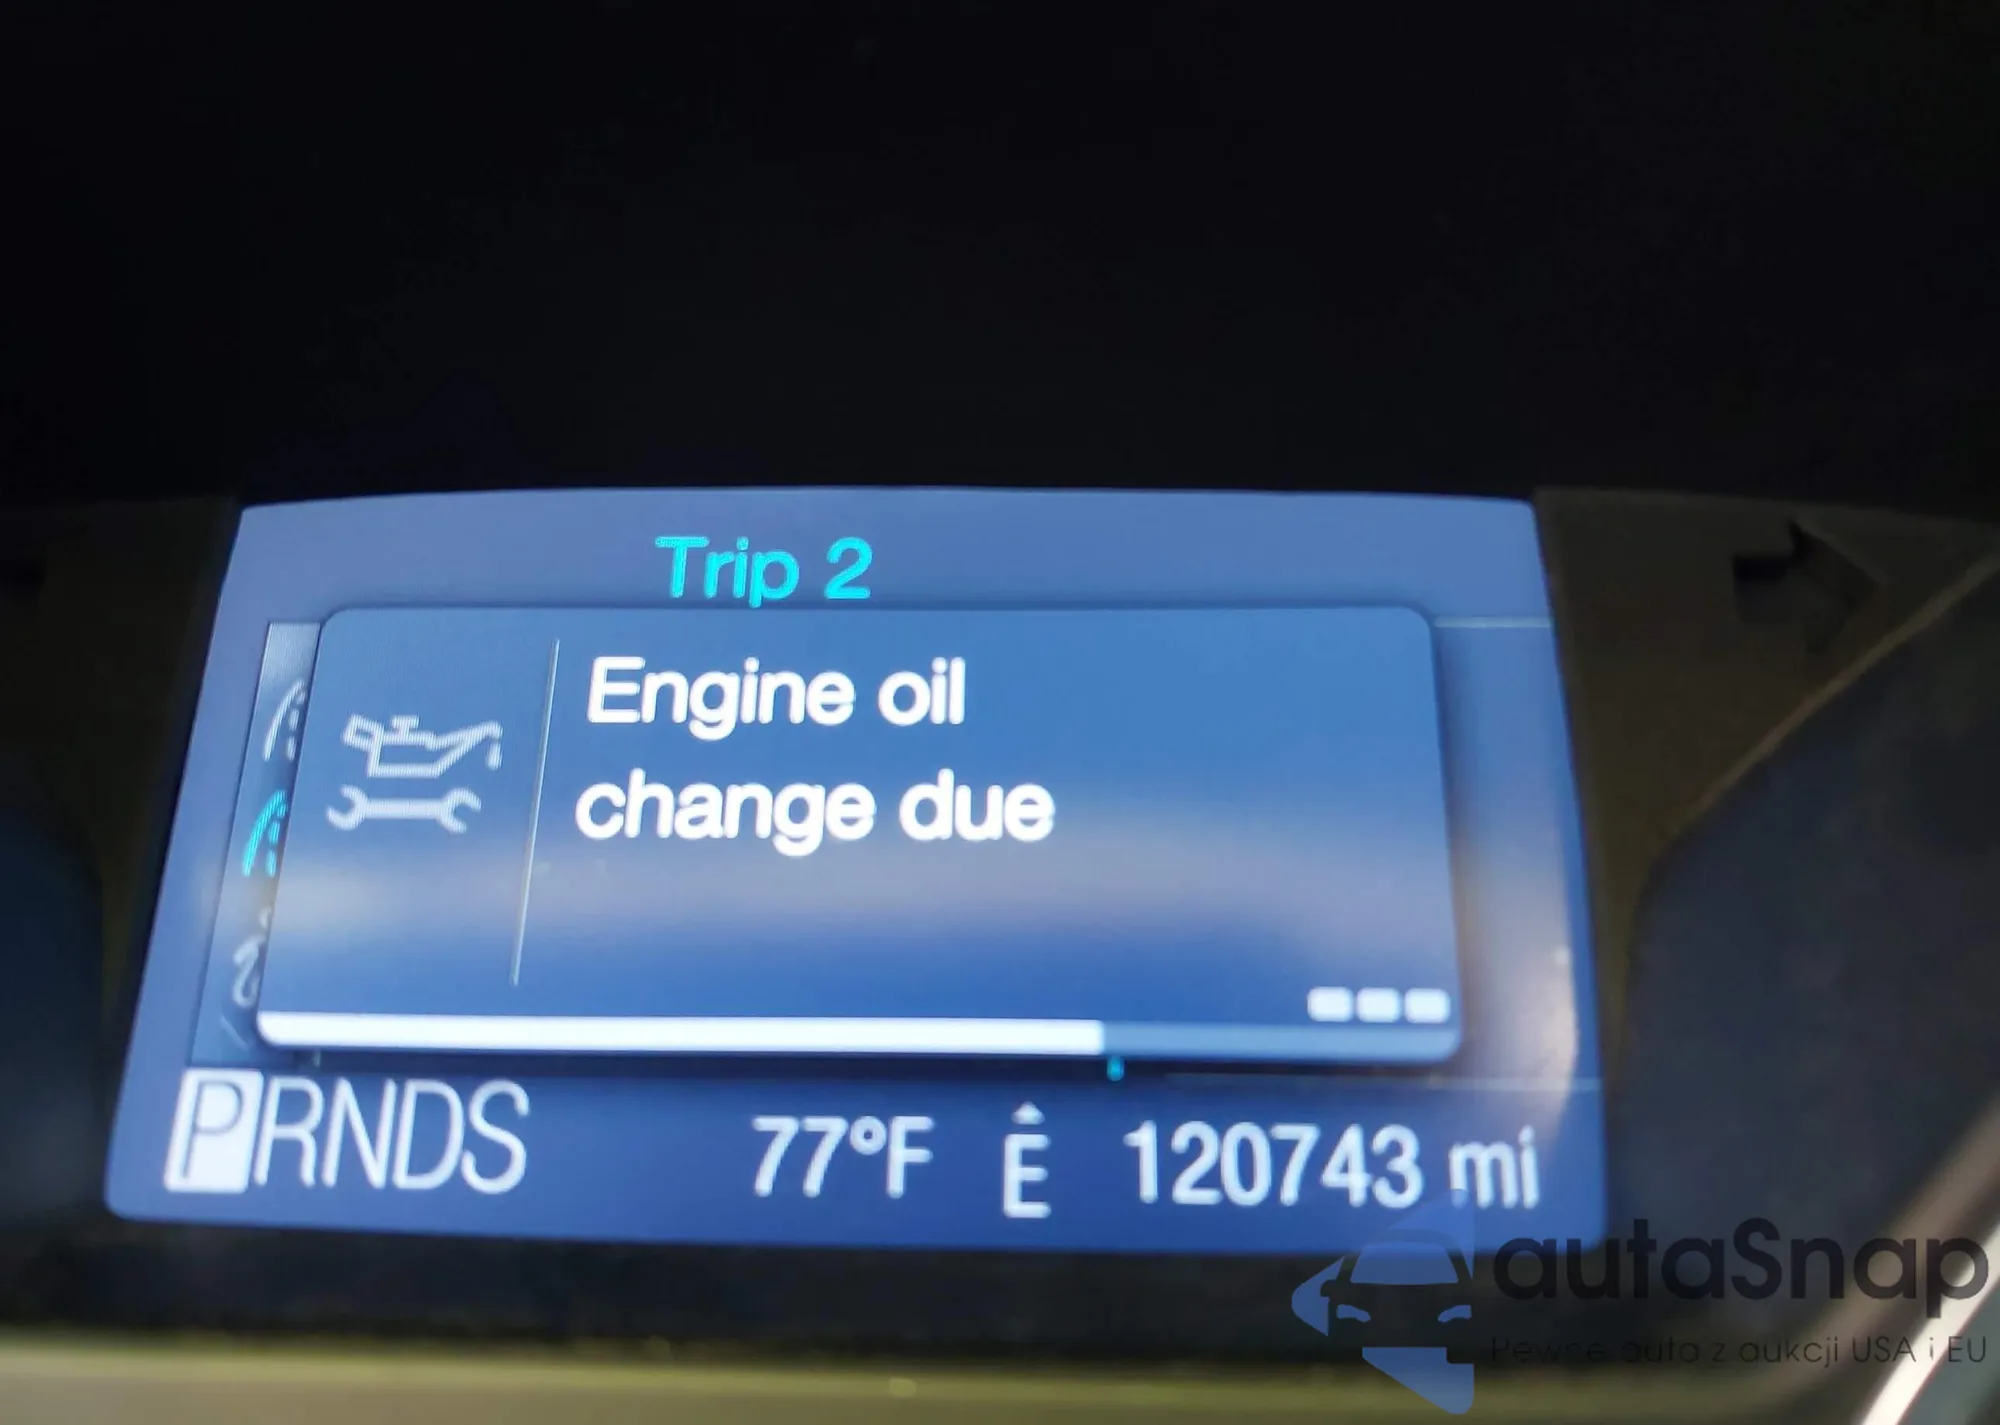 Trip 2
Engine oil
change due
PRNDS 77°F E 120743 mi
autaSnap
Pewne auta z aukcji USA i EU